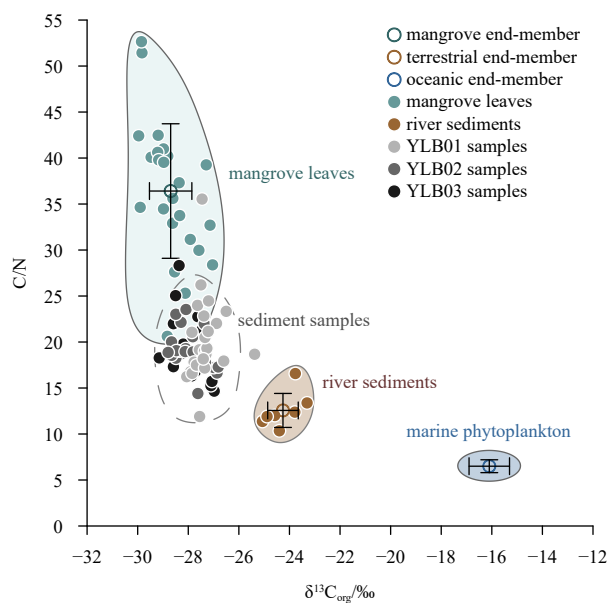 55
50
45
40
35
30
25
20
15
10
5
0
C/N
mangrove end-member
terrestrial end-member
oceanic end-member
mangrove leaves
river sediments
YLB01 samples
YLB02 samples
YLB03 samples
mangrove leaves
sediment samples
river sediments
marine phytoplankton
−32 −30 −28 −26 −24 −22 −20 −18 −16 −14 −12
δ¹³C_org/‰